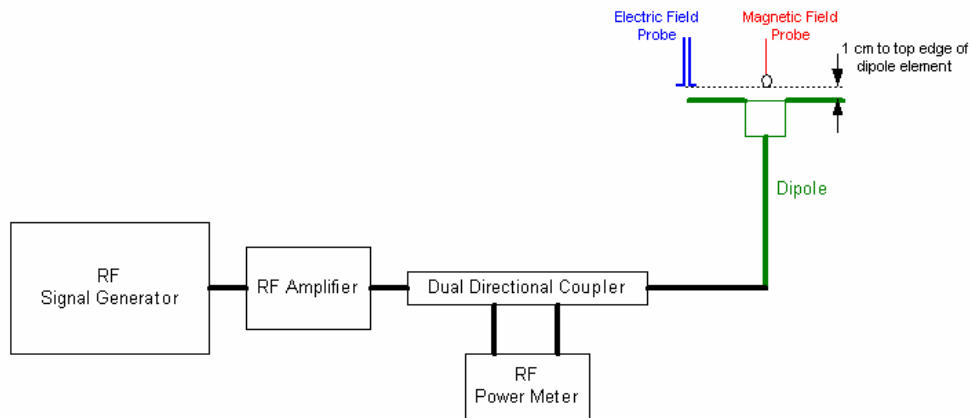 Electric Field
Probe
Magnetic Field
Probe
1 cm to top edge of
dipole element
Dipole
RF
Signal Generator
RF Amplifier
Dual Directional Coupler
RF
Power Meter